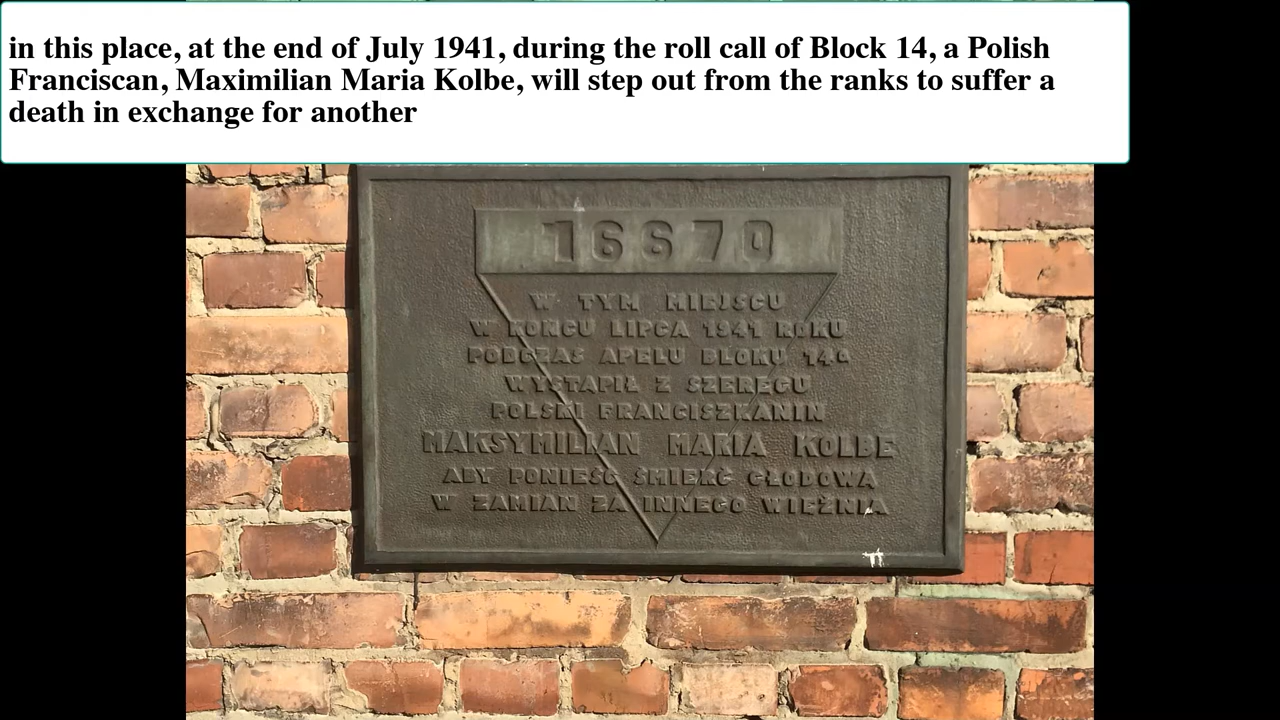 in this place, at the end of July 1941, during the roll call of Block 14, a Polish
Franciscan, Maximilian Maria Kolbe, will step out from the ranks to suffer a
death in exchange for another
16670
W TYM MIEJSCU
W KOŃCU LIPCA 1941 ROKU
PODCZAS APELU BLOKU 14a
WYSTĄPIŁ Z SZEREGU
POLSKI FRANCISZKANIN
MAKSYMILIAN MARIA KOLBE
ABY PONIEŚĆ ŚMIERĆ GŁODOWĄ
W ZAMIAN ZA INNEGO WIĘŹNIA